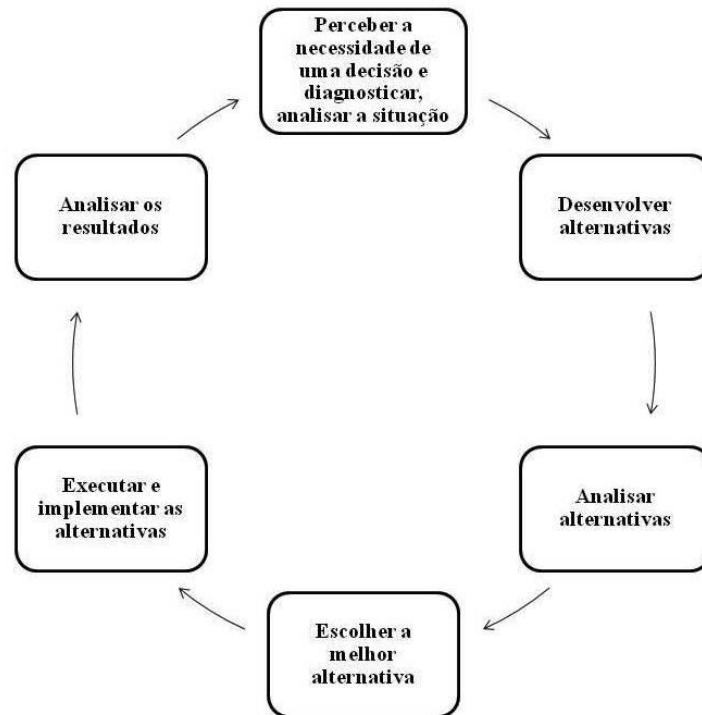 Perceber a
necessidade de
uma decisão e
diagnosticar,
analisar a situação
Desenvolver
alternativas
Analisar
alternativas
Escolher a
melhor
alternativa
Executar e
implementar as
alternativas
Analisar os
resultados